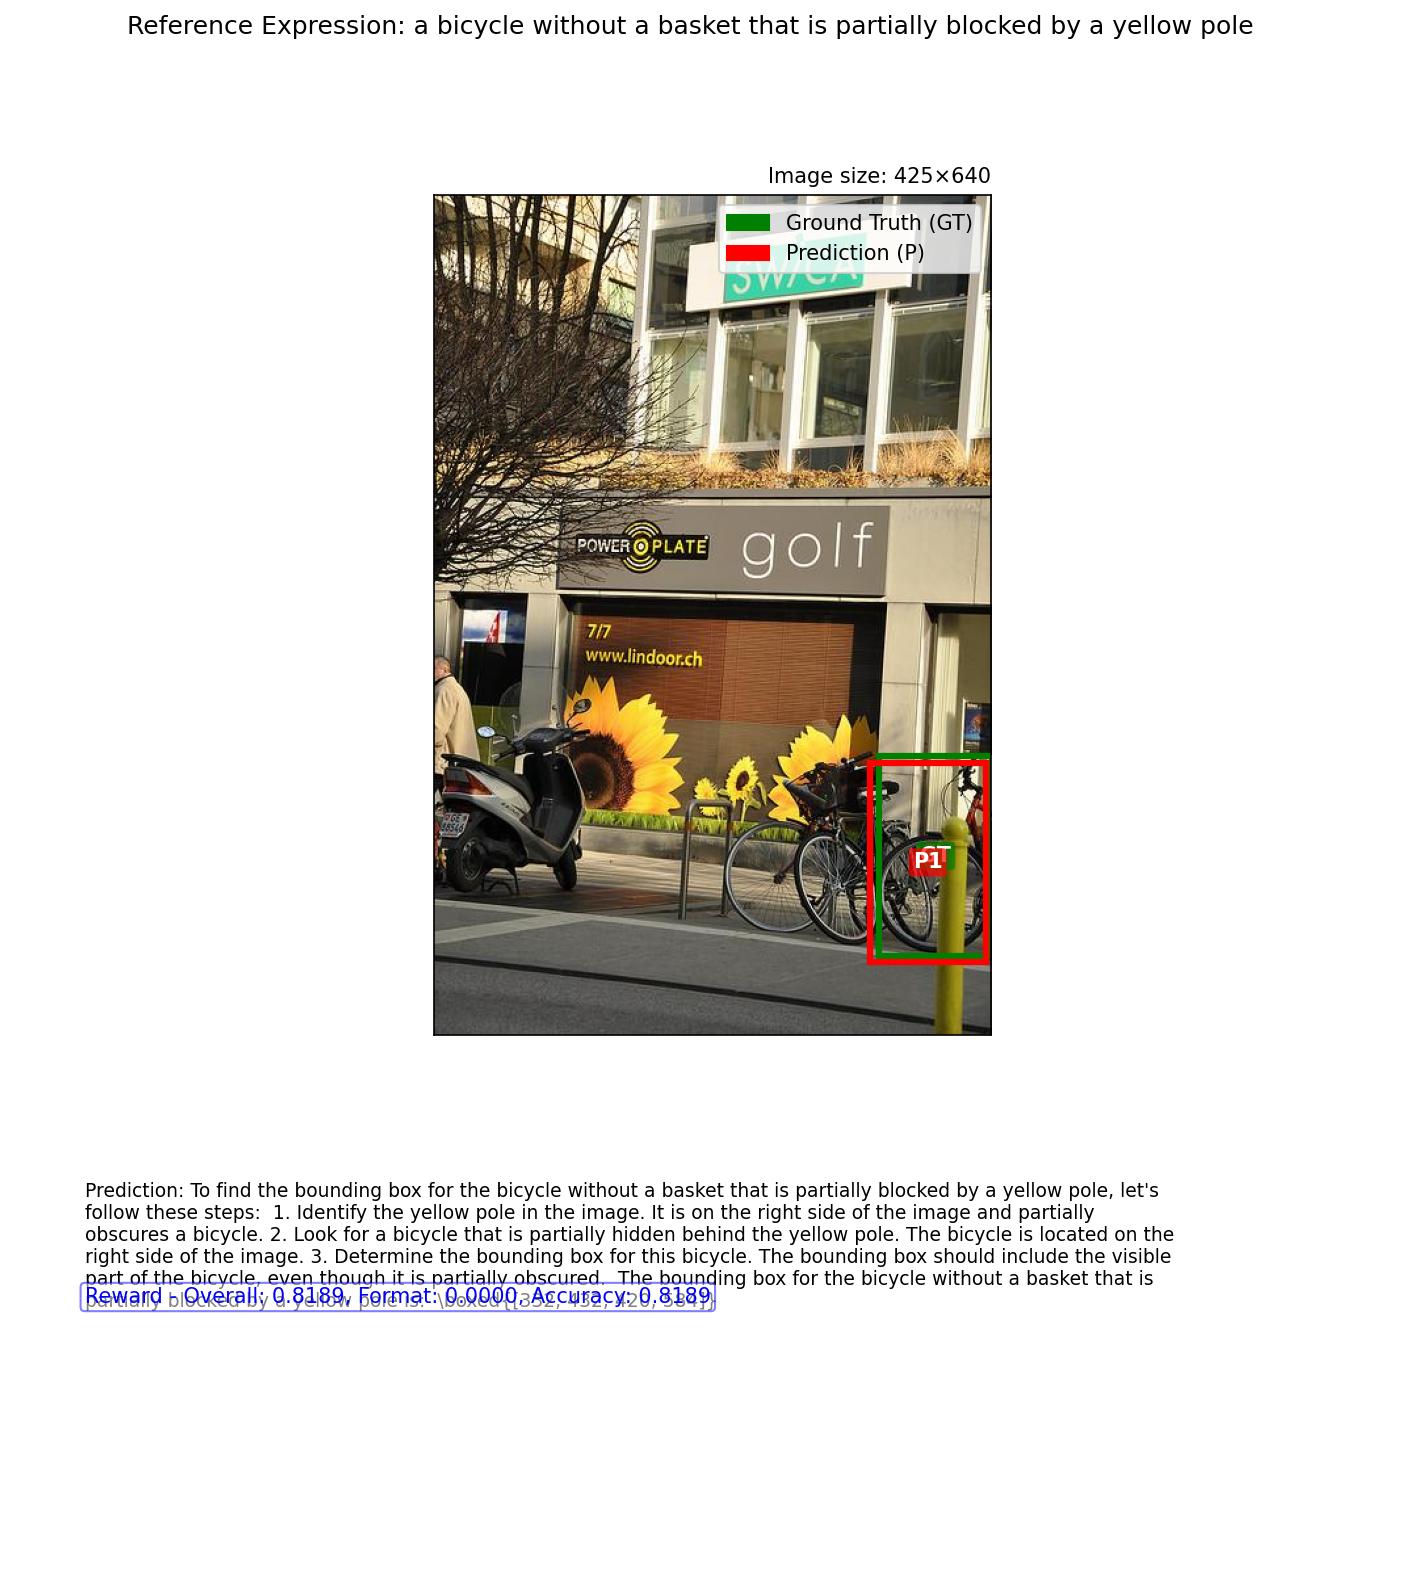 Reference Expression: a bicycle without a basket that is partially blocked by a yellow pole
Image size: 425×640
Ground Truth (GT)
Prediction (P)
SWICA
POWER PLATE golf
7/7
www.lindoor.ch
GT
P1
Prediction: To find the bounding box for the bicycle without a basket that is partially blocked by a yellow pole, let's
follow these steps:  1. Identify the yellow pole in the image. It is on the right side of the image and partially
obscures a bicycle. 2. Look for a bicycle that is partially hidden behind the yellow pole. The bicycle is located on the
right side of the image. 3. Determine the bounding box for this bicycle. The bounding box should include the visible
part of the bicycle, even though it is partially obscured.  The bounding box for the bicycle without a basket that is
partially blocked by a yellow pole is:
Reward - Overall: 0.8189, Format: 0.0000, Accuracy: 0.8189